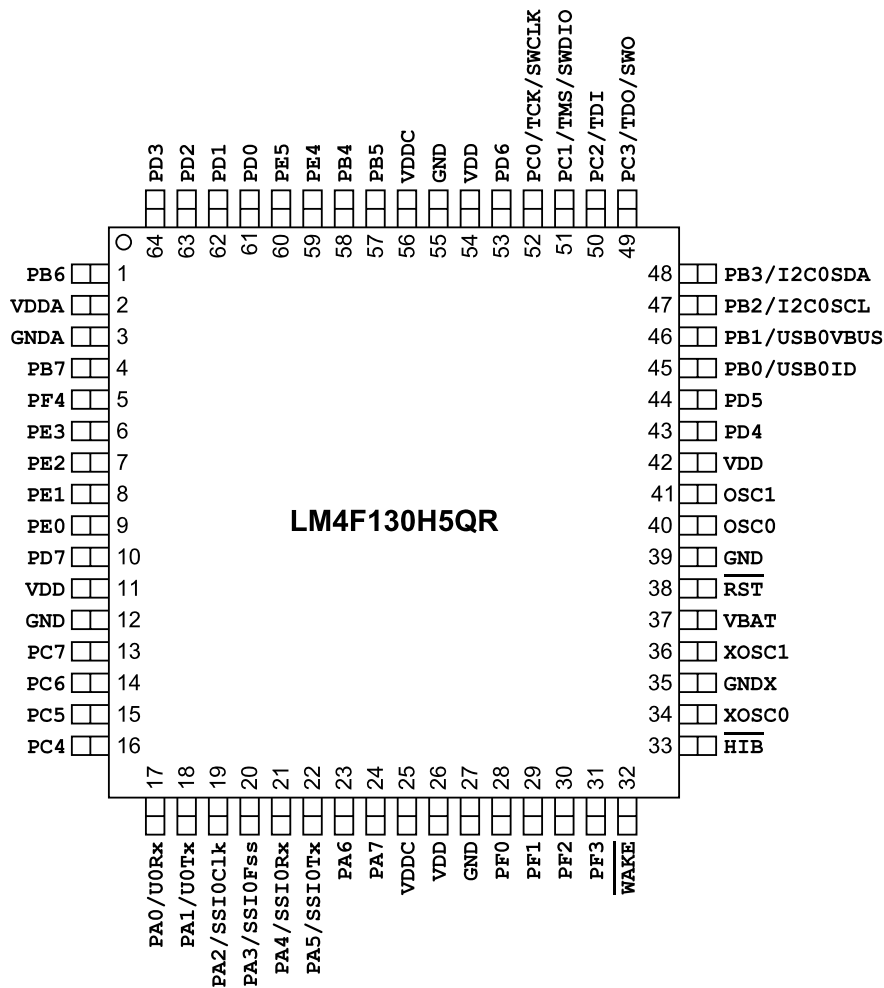 PD3 PD2 PD1 PD0 PE5 PE4 PB4 PB5 VDDC GND VDD PD6 PC0/TCK/SWCLK PC1/TMS/SWDIO PC2/TDI PC3/TDO/SWO
64 63 62 61 60 59 58 57 56 55 54 53 52 51 50 49
PB6 1 48 PB3/I2C0SDA
VDDA 2 47 PB2/I2C0SCL
GNDA 3 46 PB1/USB0VBUS
PB7 4 45 PB0/USB0ID
PF4 5 44 PD5
PE3 6 43 PD4
PE2 7 42 VDD
PE1 8 41 OSC1
LM4F130H5QR
PE0 9 40 OSC0
PD7 10 39 GND
VDD 11 38 RST
GND 12 37 VBAT
PC7 13 36 XOSC1
PC6 14 35 GNDX
PC5 15 34 XOSC0
PC4 16 33 HIB
17 18 19 20 21 22 23 24 25 26 27 28 29 30 31 32
PA0/U0Rx PA1/U0Tx PA2/SSI0Clk PA3/SSI0Fss PA4/SSI0Rx PA5/SSI0Tx PA6 PA7 VDDC VDD GND PF0 PF1 PF2 PF3 WAKE